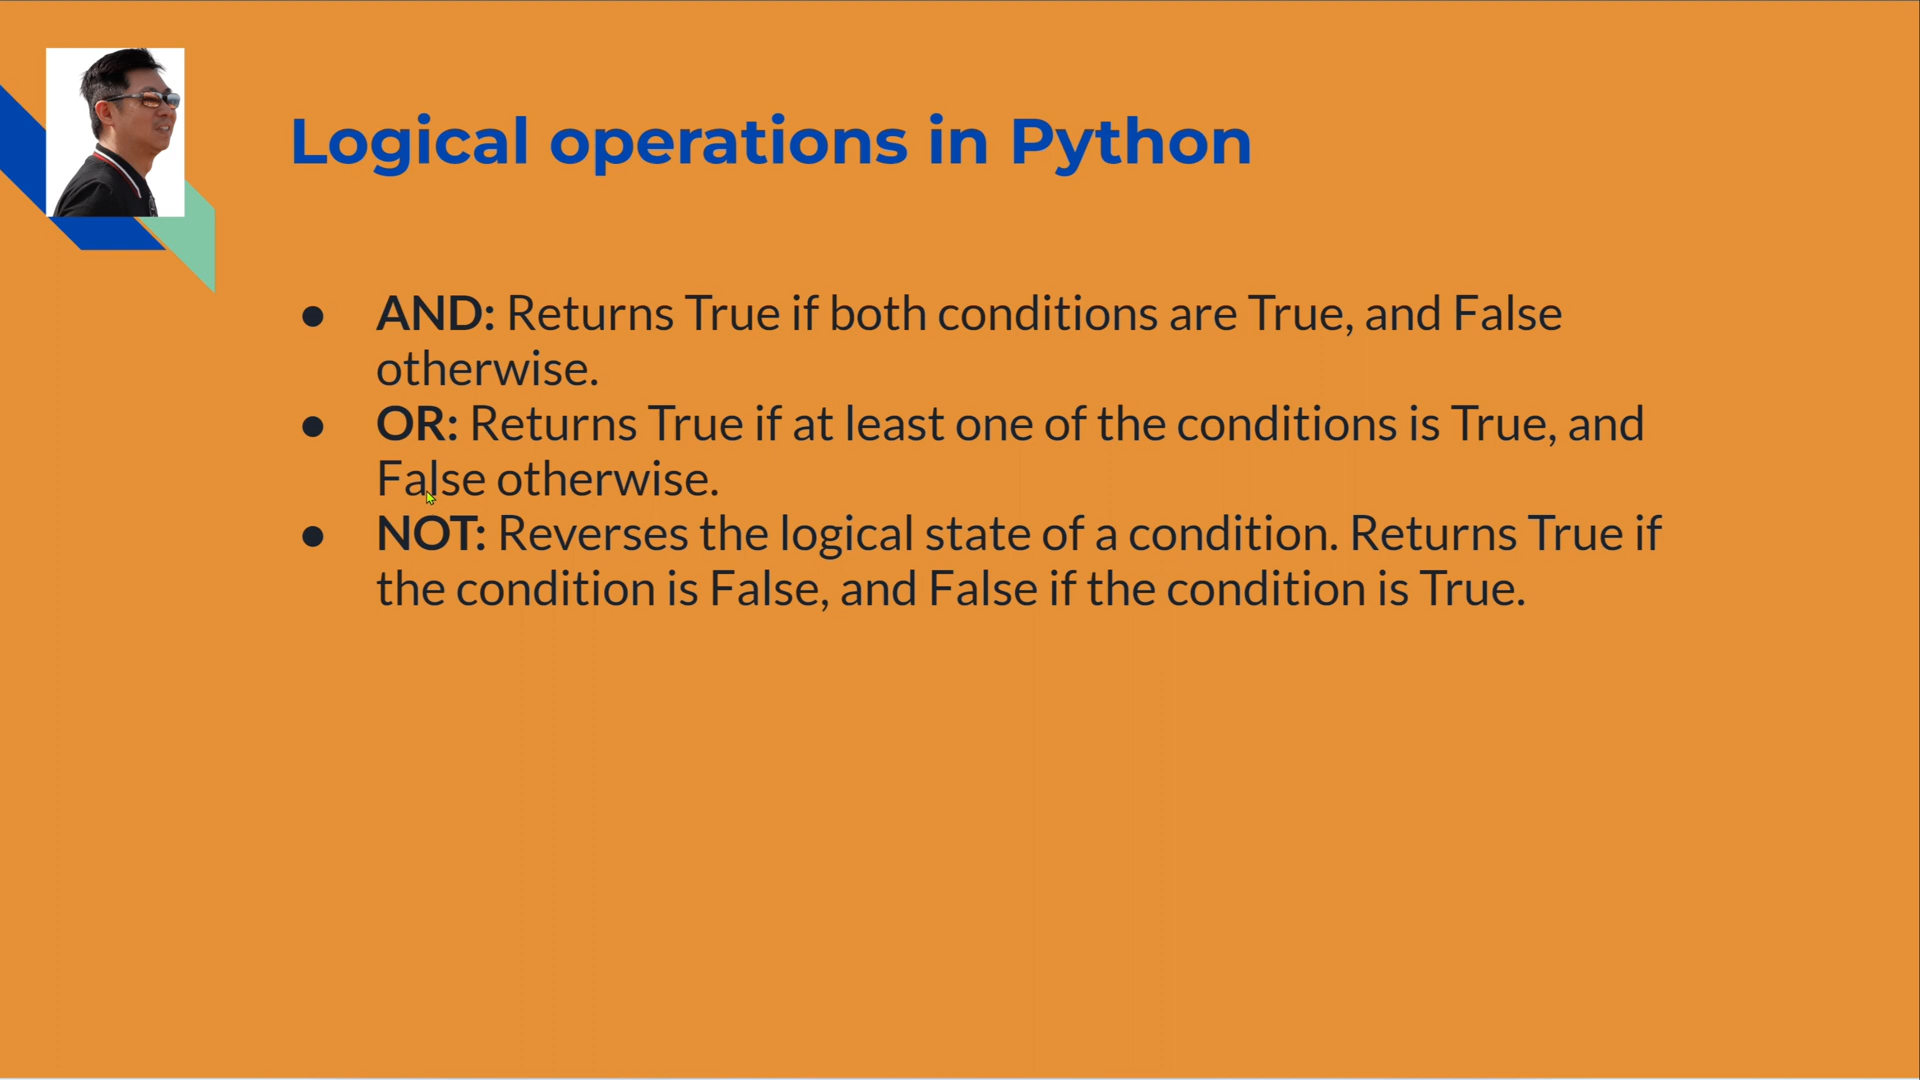 Logical operations in Python
● AND: Returns True if both conditions are True, and False
otherwise.
● OR: Returns True if at least one of the conditions is True, and
False otherwise.
● NOT: Reverses the logical state of a condition. Returns True if
the condition is False, and False if the condition is True.